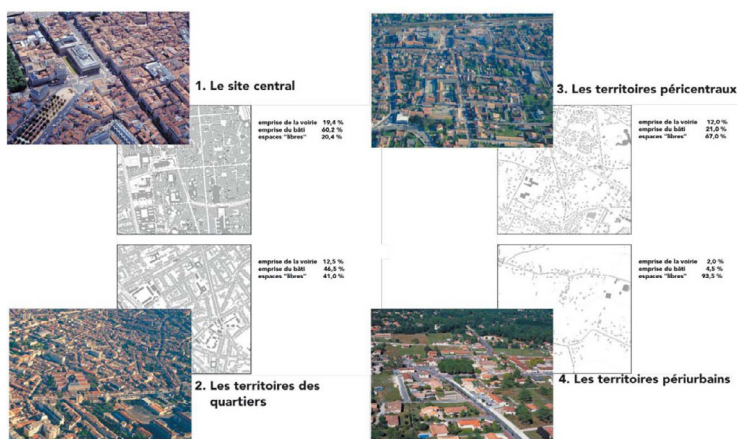 1. Le site central
emprise de la voirie 19,4 %
emprise du bâti 60,2 %
espaces "libres" 20,4 %
2. Les territoires des
quartiers
emprise de la voirie 12,5 %
emprise du bâti 46,5 %
espaces "libres" 41,0 %
3. Les territoires péricentraux
emprise de la voirie 12,0 %
emprise du bâti 21,0 %
espaces "libres" 67,0 %
4. Les territoires périurbains
emprise de la voirie 2,0 %
emprise du bâti 4,5 %
espaces "libres" 93,5 %